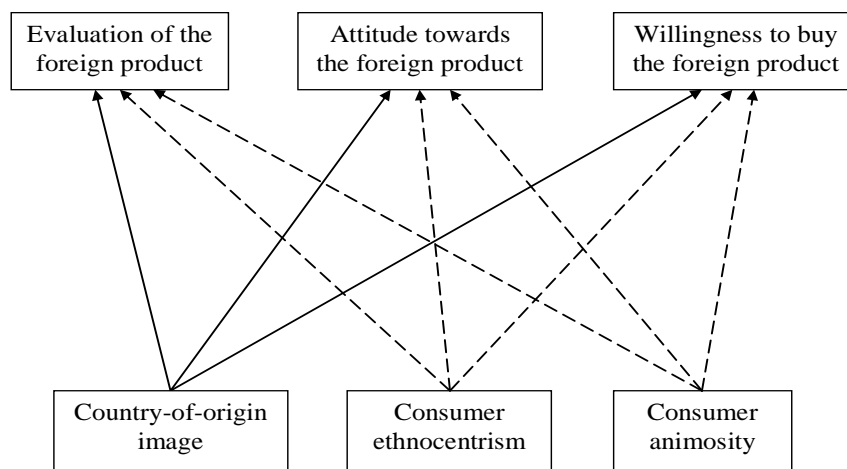 Evaluation of the
foreign product
Attitude towards
the foreign product
Willingness to buy
the foreign product
Country-of-origin
image
Consumer
ethnocentrism
Consumer
animosity